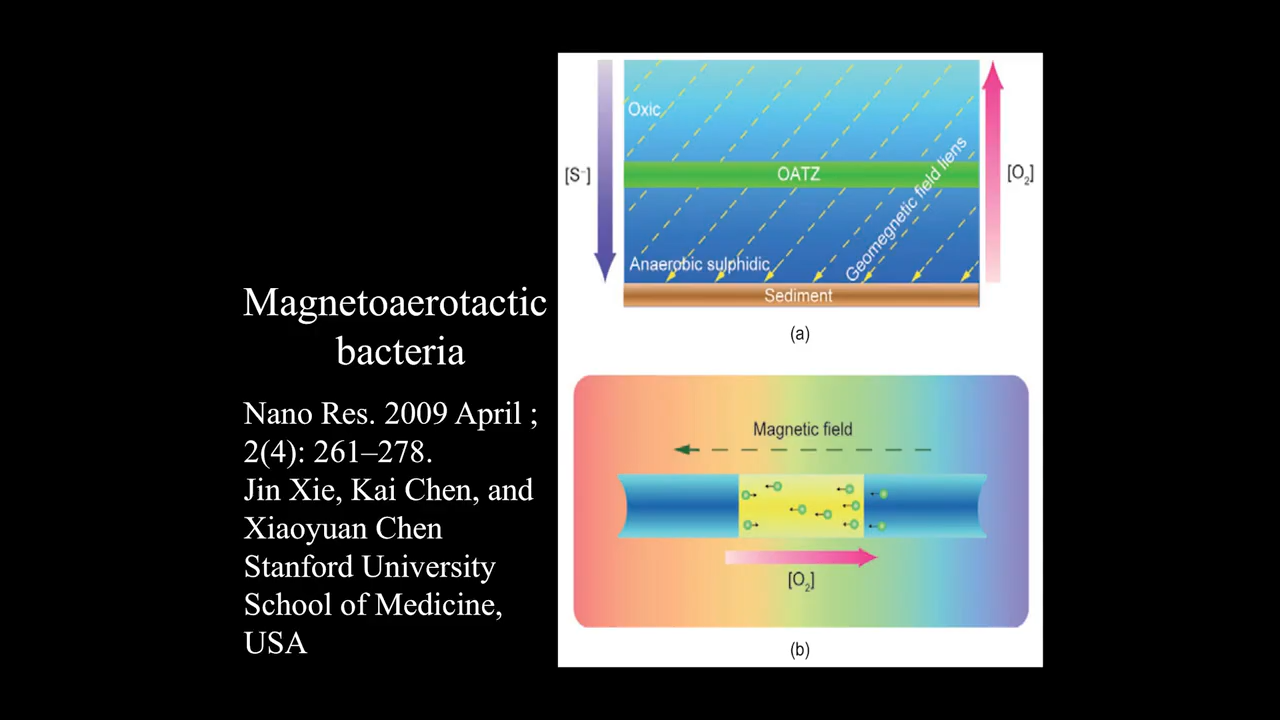 Magnetoaerotactic
bacteria
Nano Res. 2009 April ;
2(4): 261–278.
Jin Xie, Kai Chen, and
Xiaoyuan Chen
Stanford University
School of Medicine,
USA
Oxic
[S⁻]
OATZ
[O₂]
Geomegnetic field liens
Anaerobic sulphidic
Sediment
(a)
Magnetic field
[O₂]
(b)